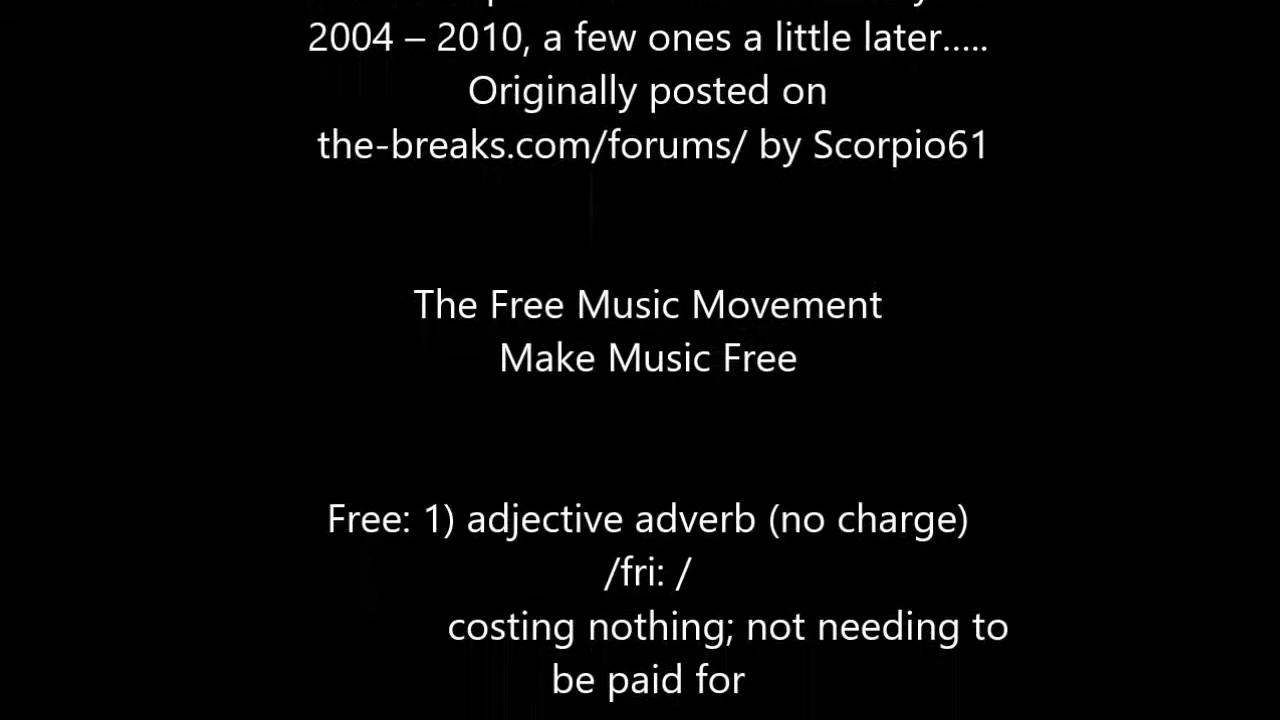 2004 – 2010, a few ones a little later.....
Originally posted on
the-breaks.com/forums/ by Scorpio61
The Free Music Movement
Make Music Free
Free: 1) adjective adverb (no charge)
/fri: /
costing nothing; not needing to
be paid for